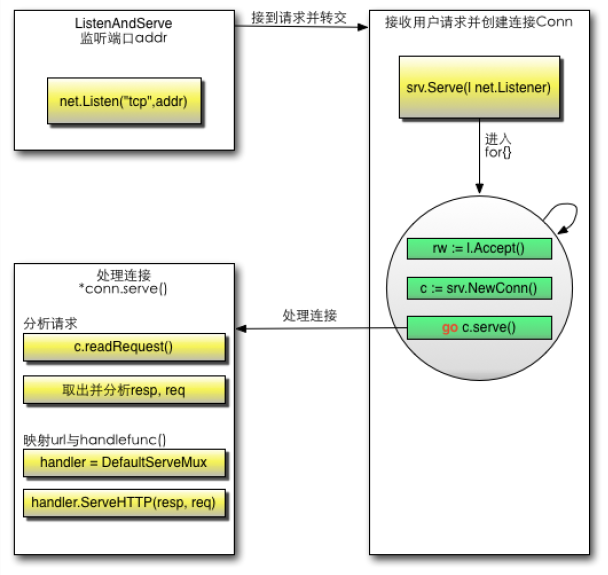 ListenAndServe
监听端口addr
net.Listen("tcp",addr)
接到请求并转交
接收用户请求并创建连接Conn
srv.Serve(l net.Listener)
进入
for{}
rw := l.Accept()
c := srv.NewConn()
go c.serve()
处理连接
处理连接
*conn.serve()
分析请求
c.readRequest()
取出并分析resp, req
映射url与handlefunc()
handler = DefaultServeMux
handler.ServeHTTP(resp, req)